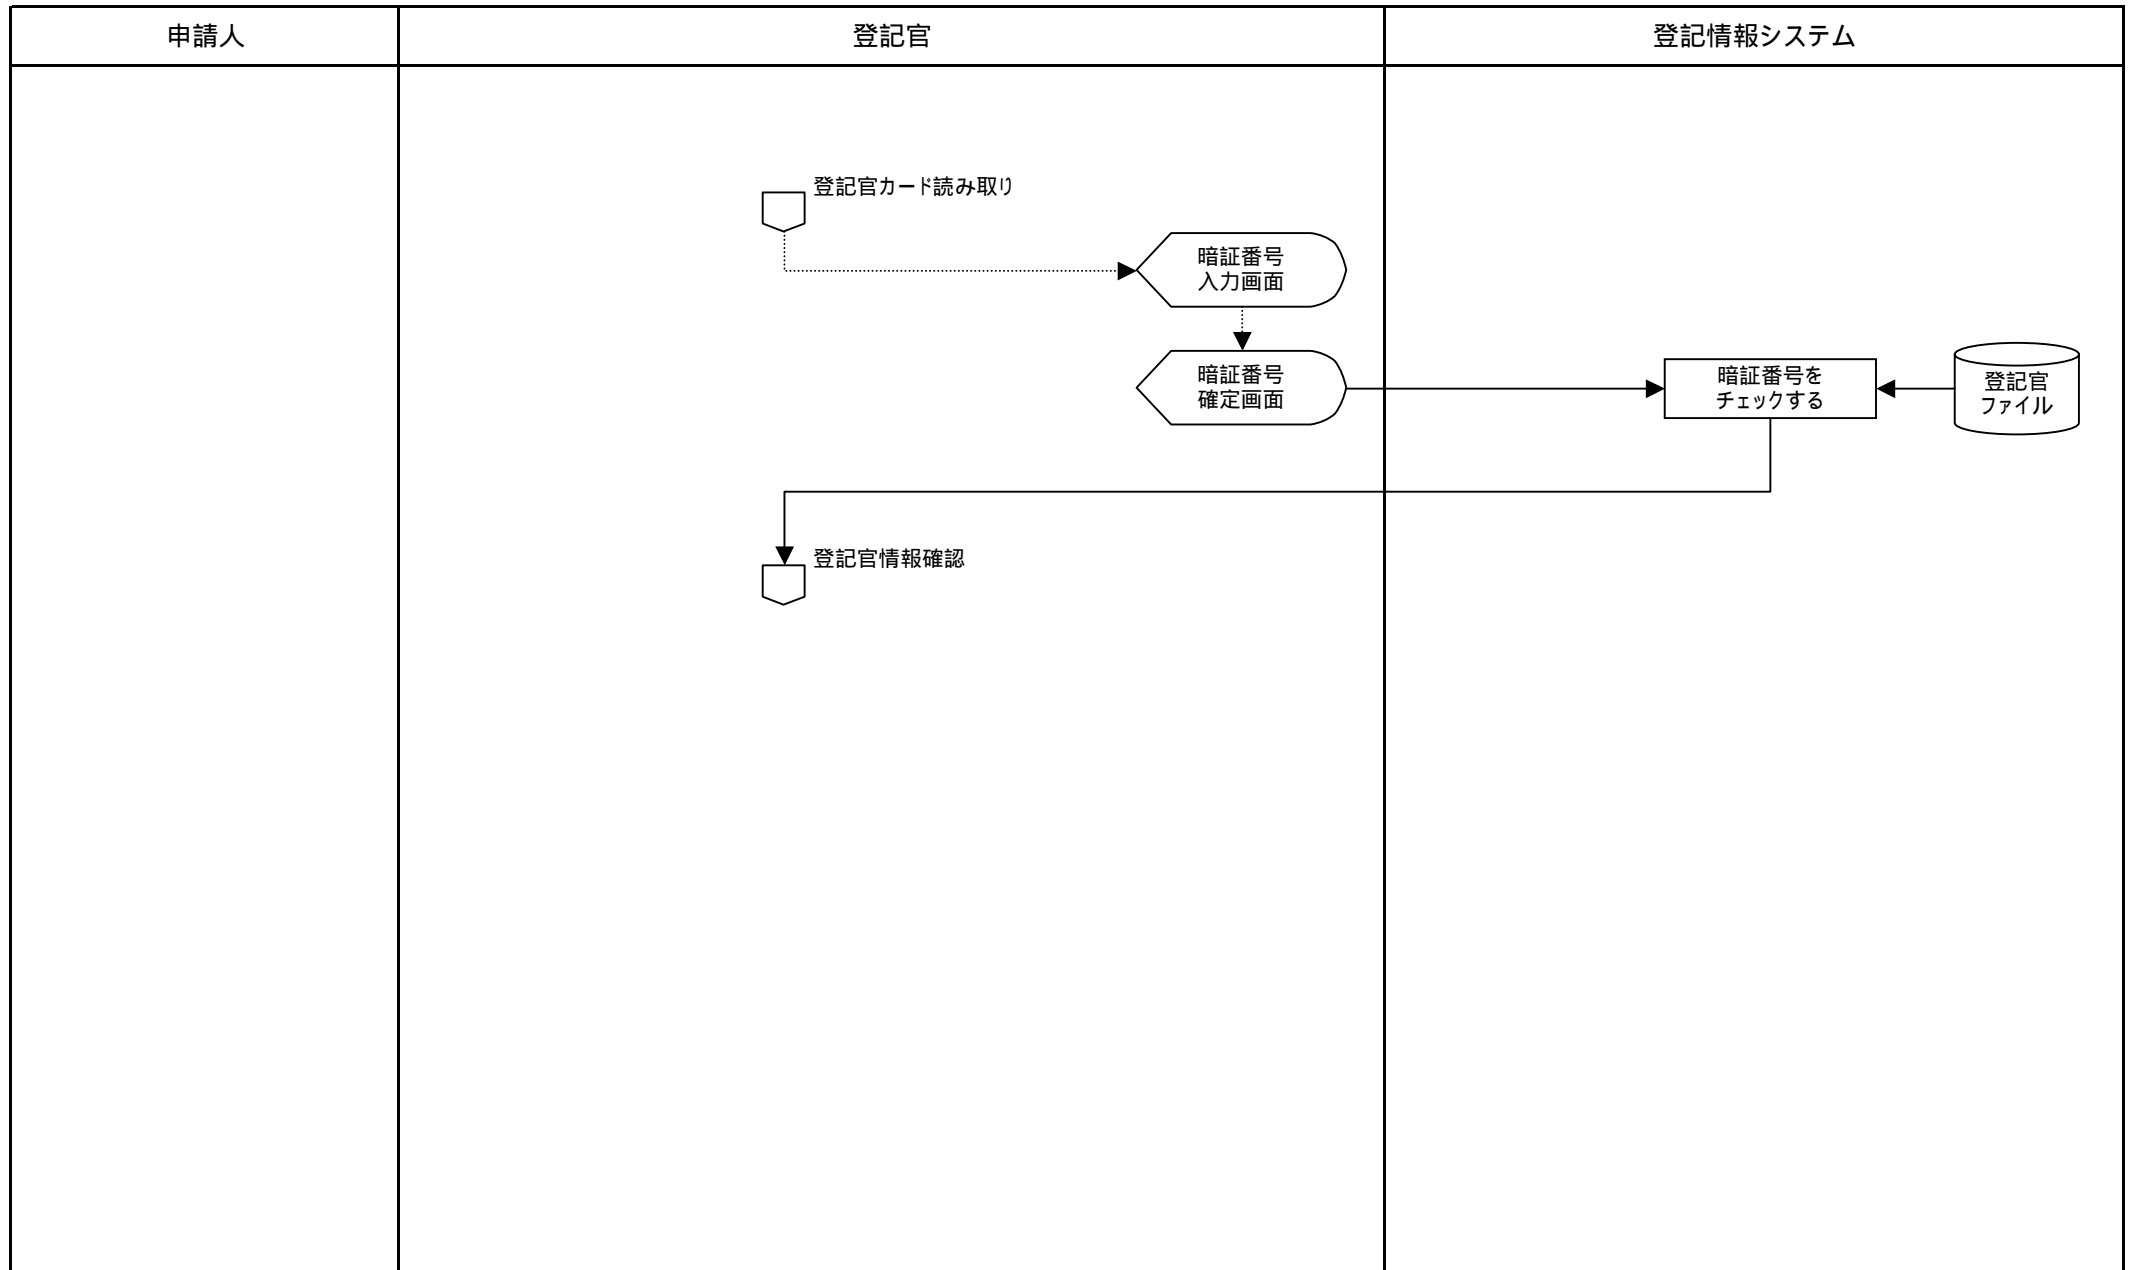 申請人
登記官
登記情報システム
登記官カード読み取り
暗証番号
入力画面
暗証番号
確定画面
暗証番号を
チェックする
登記官
ファイル
登記官情報確認